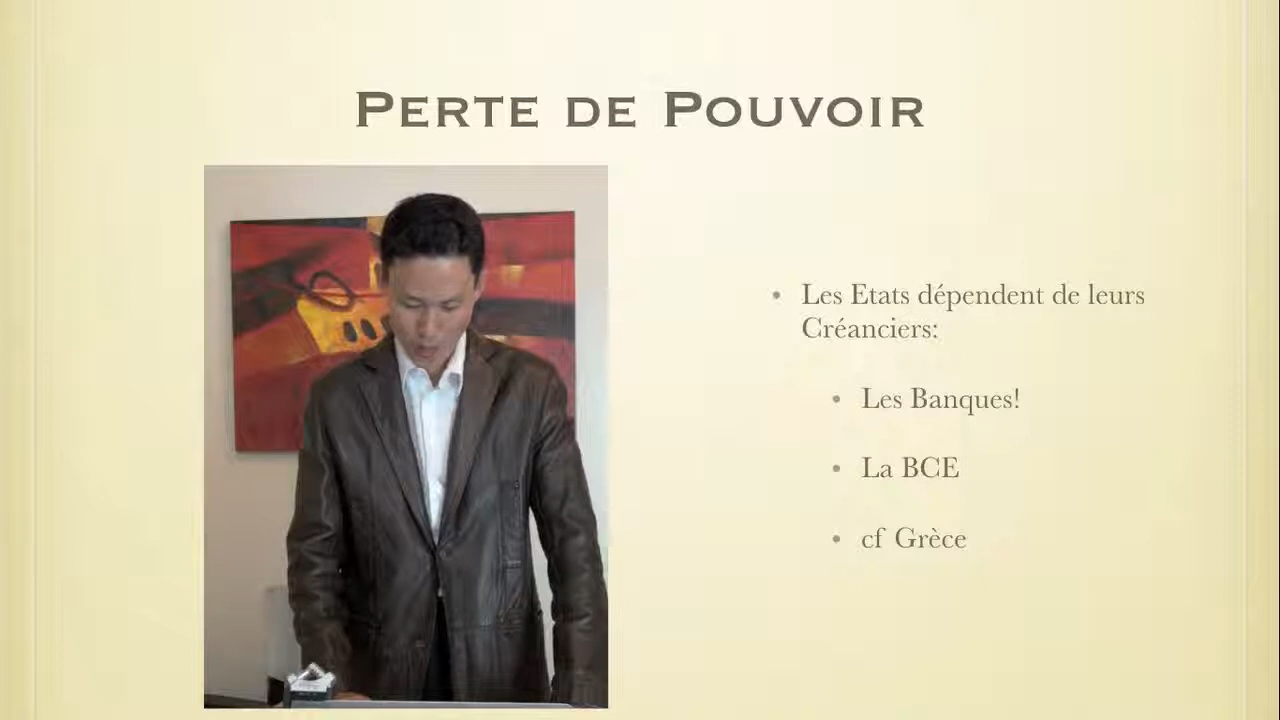 Perte de Pouvoir
• Les Etats dépendent de leurs
Créanciers:
• Les Banques!
• La BCE
• cf Grèce